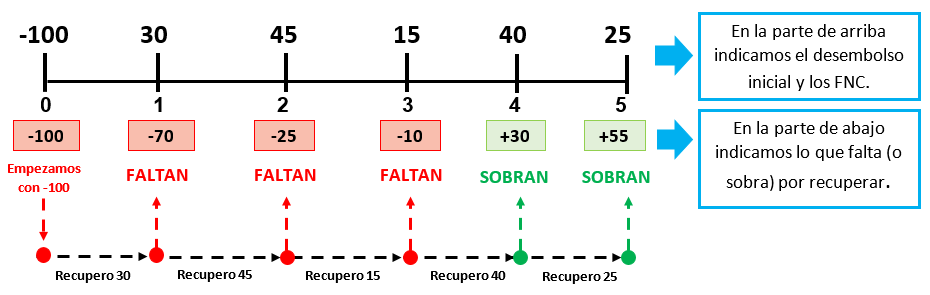 -100 30 45 15 40 25
0 1 2 3 4 5
-100 -70 -25 -10 +30 +55
Empezamos
con -100
FALTAN FALTAN FALTAN SOBRAN SOBRAN
Recupero 30 Recupero 45 Recupero 15 Recupero 40 Recupero 25
En la parte de arriba
indicamos el desembolso
inicial y los FNC.
En la parte de abajo
indicamos lo que falta (o
sobra) por recuperar.